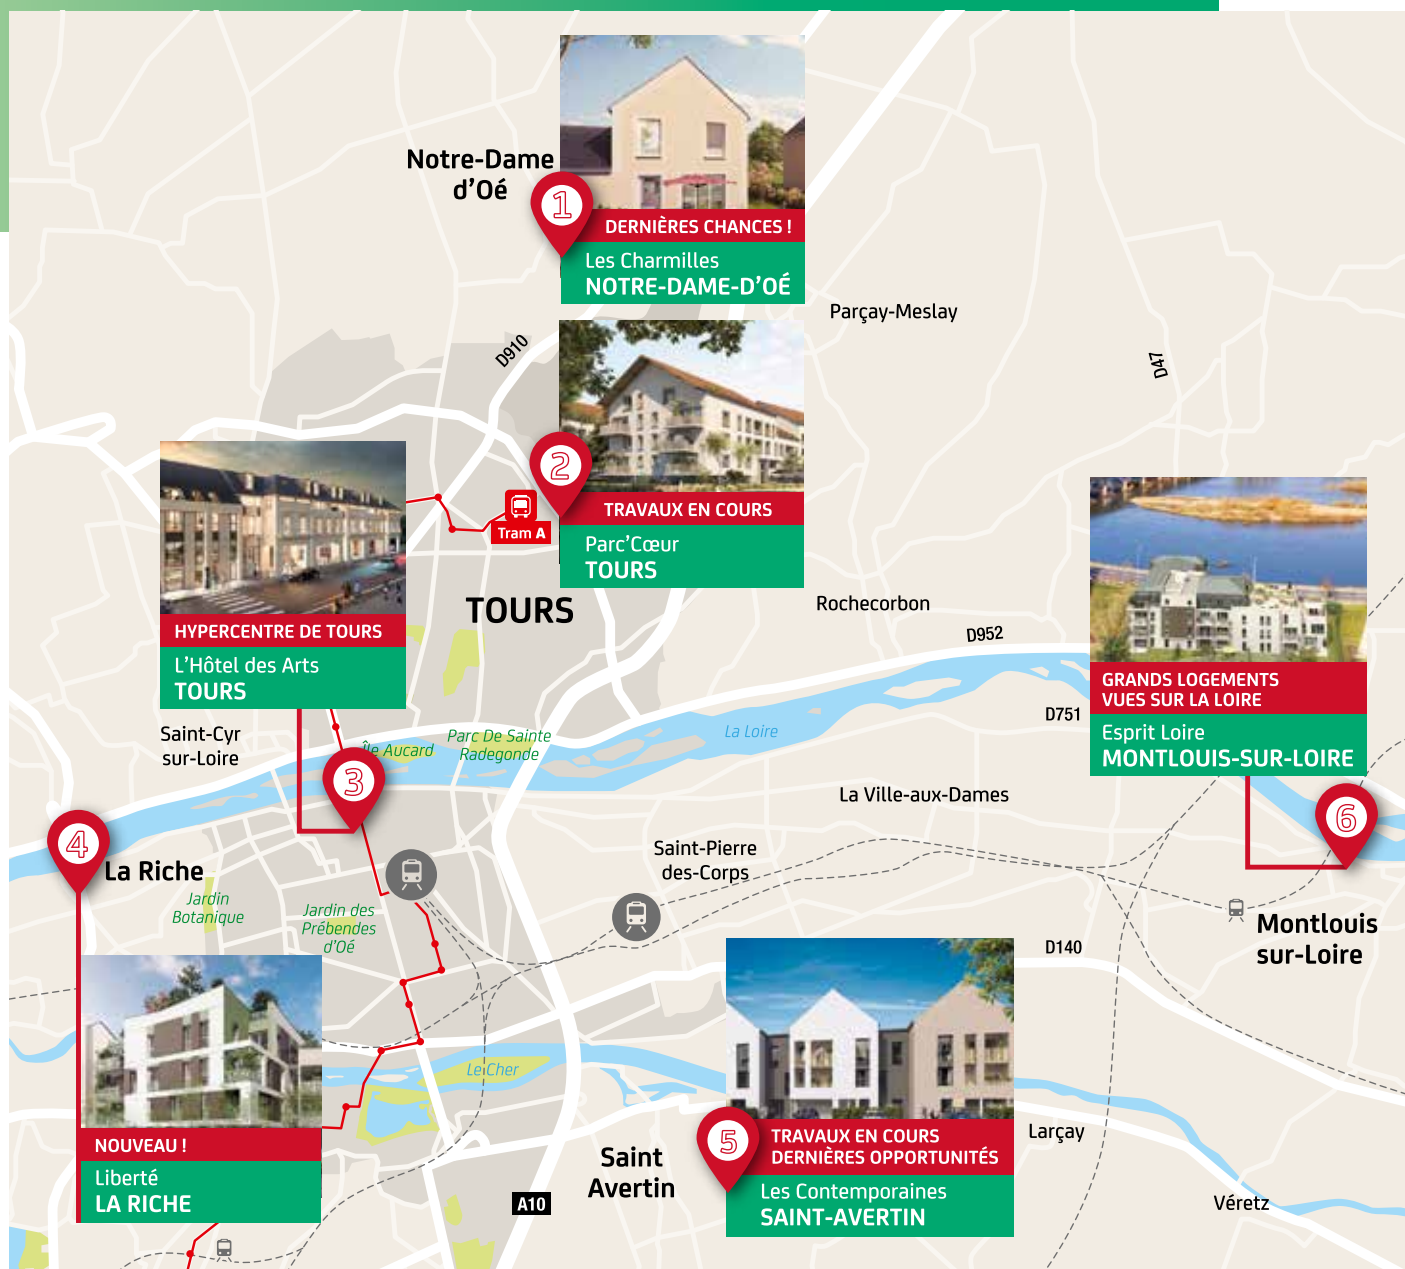 Notre-Dame
d'Oé
1
DERNIÈRES CHANCES !
Les Charmilles
NOTRE-DAME-D'OÉ
Parçay-Meslay
D910
D47
2
TRAVAUX EN COURS
Parc'Cœur
TOURS
Tram A
HYPERCENTRE DE TOURS
L'Hôtel des Arts
TOURS
TOURS
Rochecorbon
D952
GRANDS LOGEMENTS
VUES SUR LA LOIRE
Esprit Loire
MONTLOUIS-SUR-LOIRE
D751
Saint-Cyr
sur-Loire
Île Aucard
Parc De Sainte
Radegonde
La Loire
3
La Ville-aux-Dames
6
4
La Riche
Saint-Pierre
des-Corps
Jardin
Botanique
Jardin des
Prébendes
d'Oé
Montlouis
sur-Loire
D140
Le Cher
NOUVEAU !
Liberté
LA RICHE
A10
Saint
Avertin
5
TRAVAUX EN COURS
DERNIÈRES OPPORTUNITÉS
Les Contemporaines
SAINT-AVERTIN
Larçay
Véretz